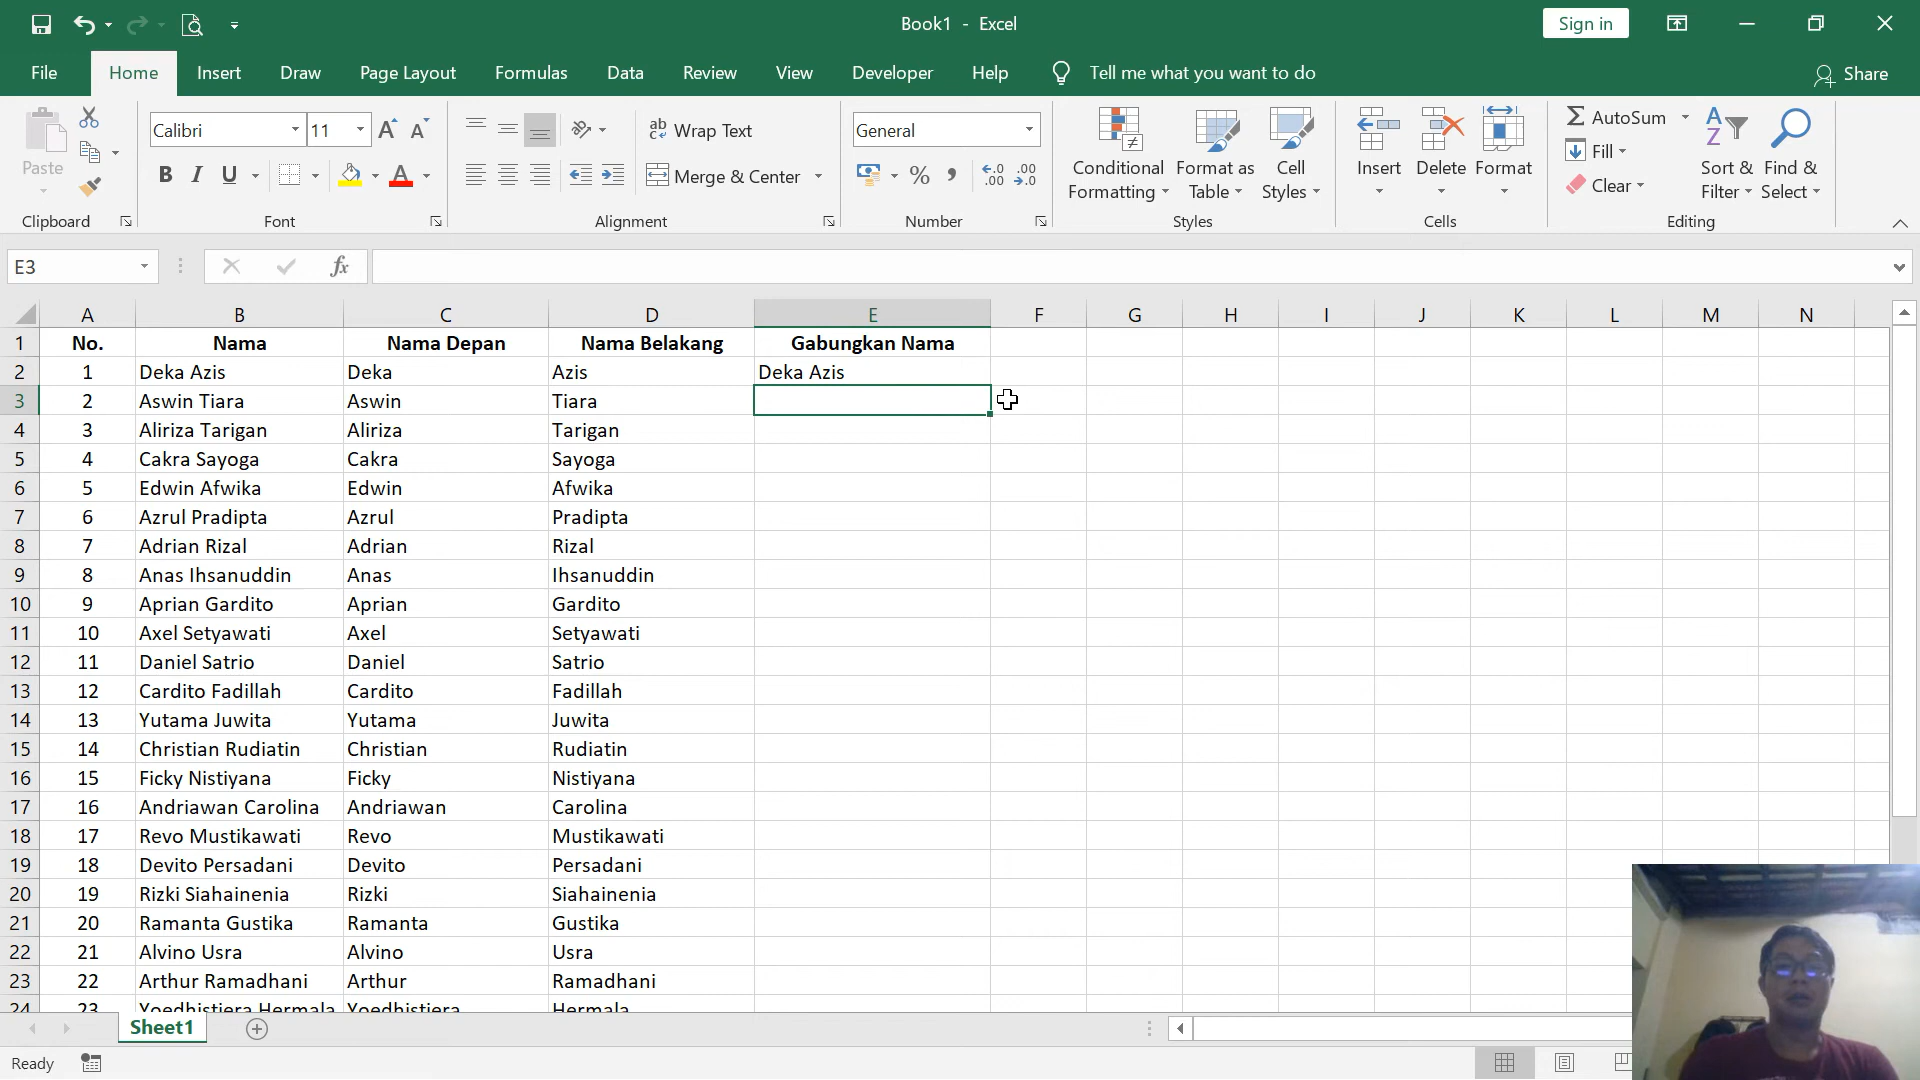 Book1 - Excel
Sign in
File Home Insert Draw Page Layout Formulas Data Review View Developer Help Tell me what you want to do Share
Paste
Calibri 11
Wrap Text
General
Conditional Formatting
Format as Table
Cell Styles
Insert
Delete
Format
AutoSum
Fill
Clear
Sort & Filter
Find & Select
B I U
Merge & Center
Clipboard Font Alignment Number Styles Cells Editing
E3 fx
A B C D E F G H I J K L M N
1 No. Nama Nama Depan Nama Belakang Gabungkan Nama
2 1 Deka Azis Deka Azis Deka Azis
3 2 Aswin Tiara Aswin Tiara
4 3 Aliriza Tarigan Aliriza Tarigan
5 4 Cakra Sayoga Cakra Sayoga
6 5 Edwin Afwika Edwin Afwika
7 6 Azrul Pradipta Azrul Pradipta
8 7 Adrian Rizal Adrian Rizal
9 8 Anas Ihsanuddin Anas Ihsanuddin
10 9 Aprian Gardito Aprian Gardito
11 10 Axel Setyawati Axel Setyawati
12 11 Daniel Satrio Daniel Satrio
13 12 Cardito Fadillah Cardito Fadillah
14 13 Yutama Juwita Yutama Juwita
15 14 Christian Rudiatin Christian Rudiatin
16 15 Ficky Nistiyana Ficky Nistiyana
17 16 Andriawan Carolina Andriawan Carolina
18 17 Revo Mustikawati Revo Mustikawati
19 18 Devito Persadani Devito Persadani
20 19 Rizki Siahainenia Rizki Siahainenia
21 20 Ramanta Gustika Ramanta Gustika
22 21 Alvino Usra Alvino Usra
23 22 Arthur Ramadhani Arthur Ramadhani
24 23 Yoedhistiera Hermala Yoedhistiera Hermala
Sheet1
Ready